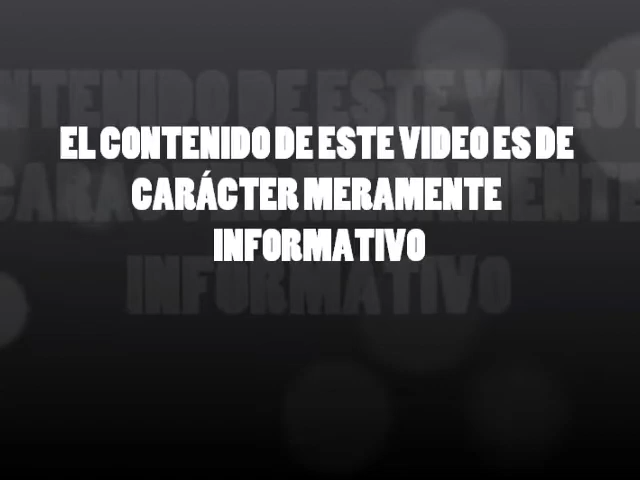 EL CONTENIDO DE ESTE VIDEO ES DE
CARÁCTER MERAMENTE
INFORMATIVO